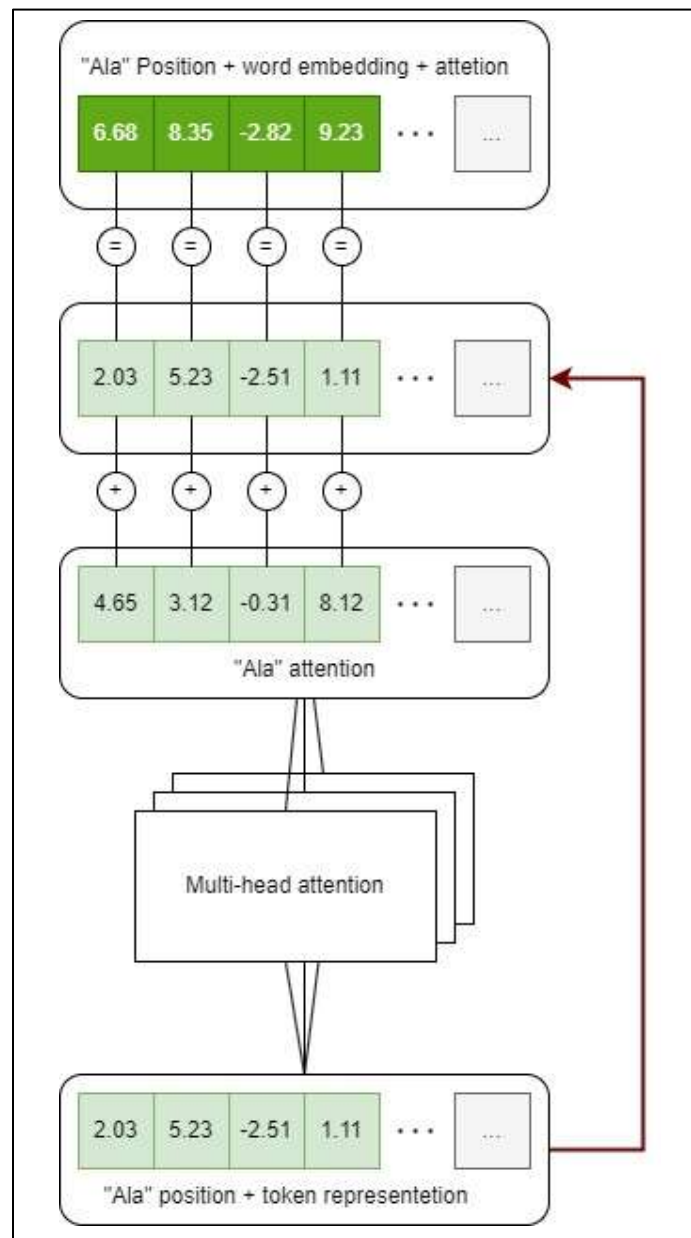 "Ala" Position + word embedding + attetion
6.68 8.35 -2.82 9.23 ... ...
= = = =
2.03 5.23 -2.51 1.11 ... ...
+ + + +
4.65 3.12 -0.31 8.12 ... ...
"Ala" attention
Multi-head attention
2.03 5.23 -2.51 1.11 ... ...
"Ala" position + token representetion